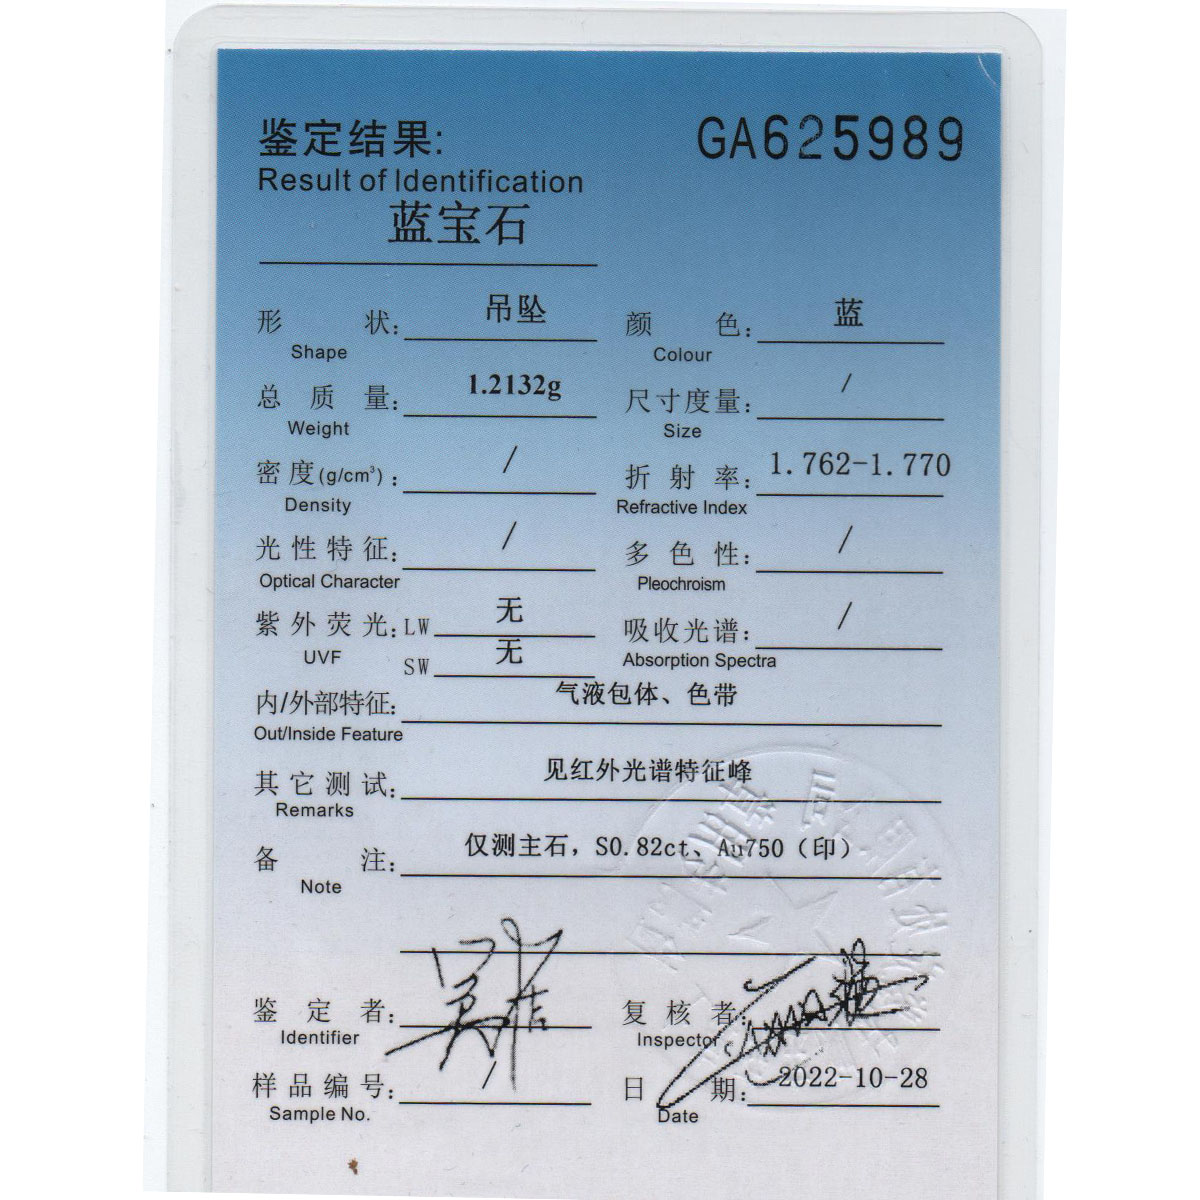 鉴定结果: GA625989
Result of Identification
蓝宝石
形 状: 吊坠 颜 色: 蓝
Shape Colour
总 质 量: 1.2132g 尺寸度量: /
Weight Size
密度(g/cm³): / 折 射 率: 1.762-1.770
Density Refractive Index
光性特征: / 多 色 性: /
Optical Character Pleochroism
紫外荧光: LW 无 吸收光谱: /
UVF SW 无 Absorption Spectra
内/外部特征: 气液包体、色带
Out/Inside Feature
其它测试: 见红外光谱特征峰
Remarks
备 注: 仅测主石, S0.82ct、Au750(印)
Note
鉴 定 者: 复 核 者:
Identifier Inspector
样品编号: / 日 期: 2022-10-28
Sample No. Date